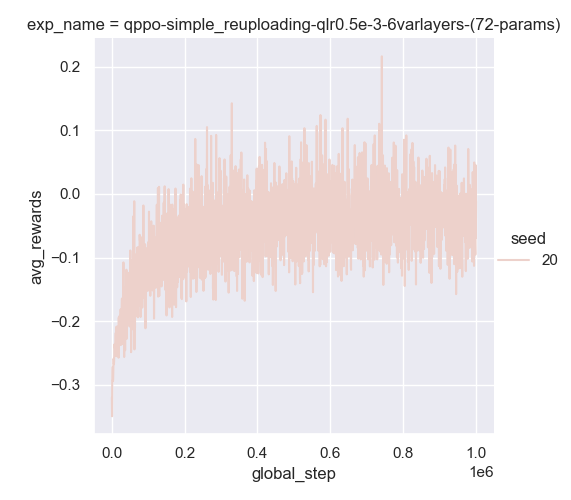 exp_name = qppo-simple_reuploading-qlr0.5e-3-6varlayers-(72-params)
0.2
0.1
0.0
−0.1
−0.2
−0.3
avg_rewards
seed
20
0.0 0.2 0.4 0.6 0.8 1.0
1e6
global_step